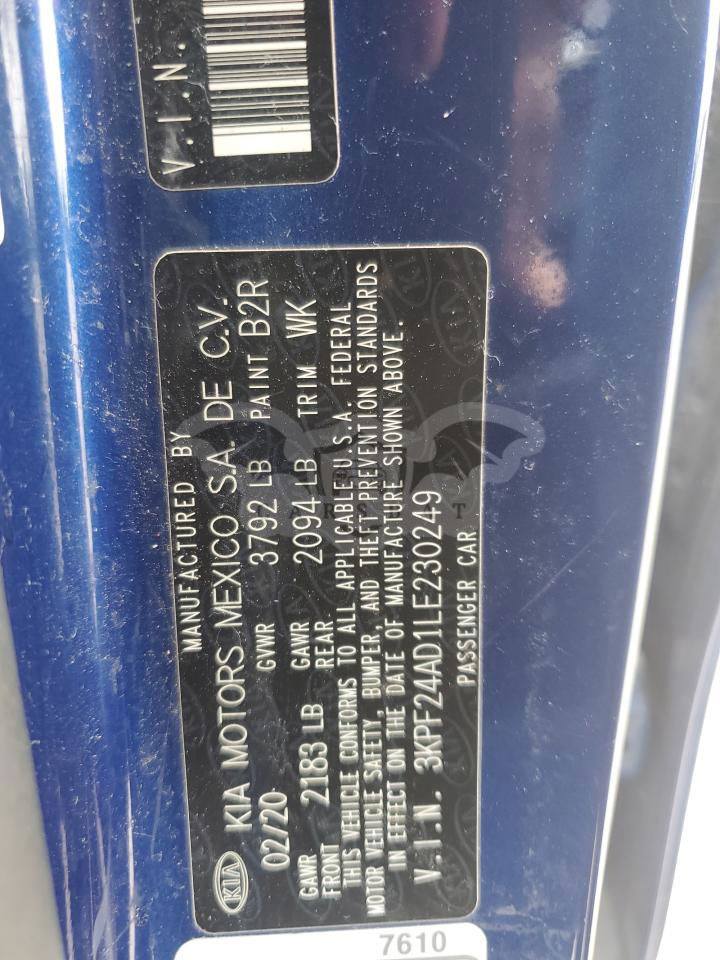 V.I.N.
MANUFACTURED BY
KIA KIA MOTORS MEXICO S.A. DE C.V.
02/20 GVWR 3792 LB PAINT B2R
GAWR FRONT 2183 LB GAWR REAR 2094 LB TRIM WK
THIS VEHICLE CONFORMS TO ALL APPLICABLE U.S.A. FEDERAL
MOTOR VEHICLE SAFETY, BUMPER, AND THEFT PREVENTION STANDARDS
IN EFFECT ON THE DATE OF MANUFACTURE SHOWN ABOVE.
V.I.N. 3KPF24AD1LE230249
PASSENGER CAR
7610